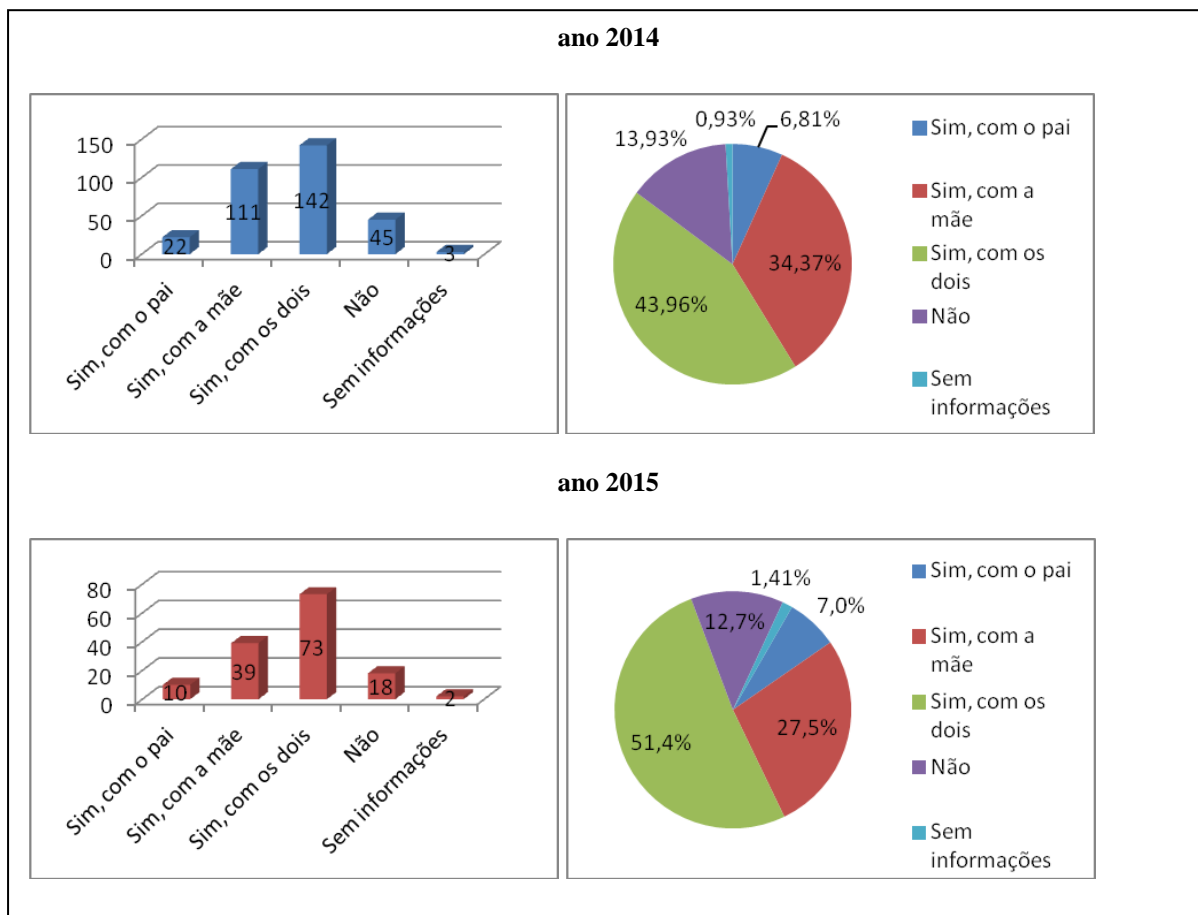 ano 2014
150
100
50
0
22
111
142
45
3
Sim, com o pai
Sim, com a mãe
Sim, com os dois
Não
Sem informações
13,93%
0,93%
6,81%
34,37%
43,96%
Sim, com o pai
Sim, com a
mãe
Sim, com os
dois
Não
Sem
informações
ano 2015
80
60
40
20
0
10
39
73
18
2
Sim, com o pai
Sim, com a mãe
Sim, com os dois
Não
Sem informações
1,41%
7,0%
12,7%
27,5%
51,4%
Sim, com o pai
Sim, com a
mãe
Sim, com os
dois
Não
Sem
informações